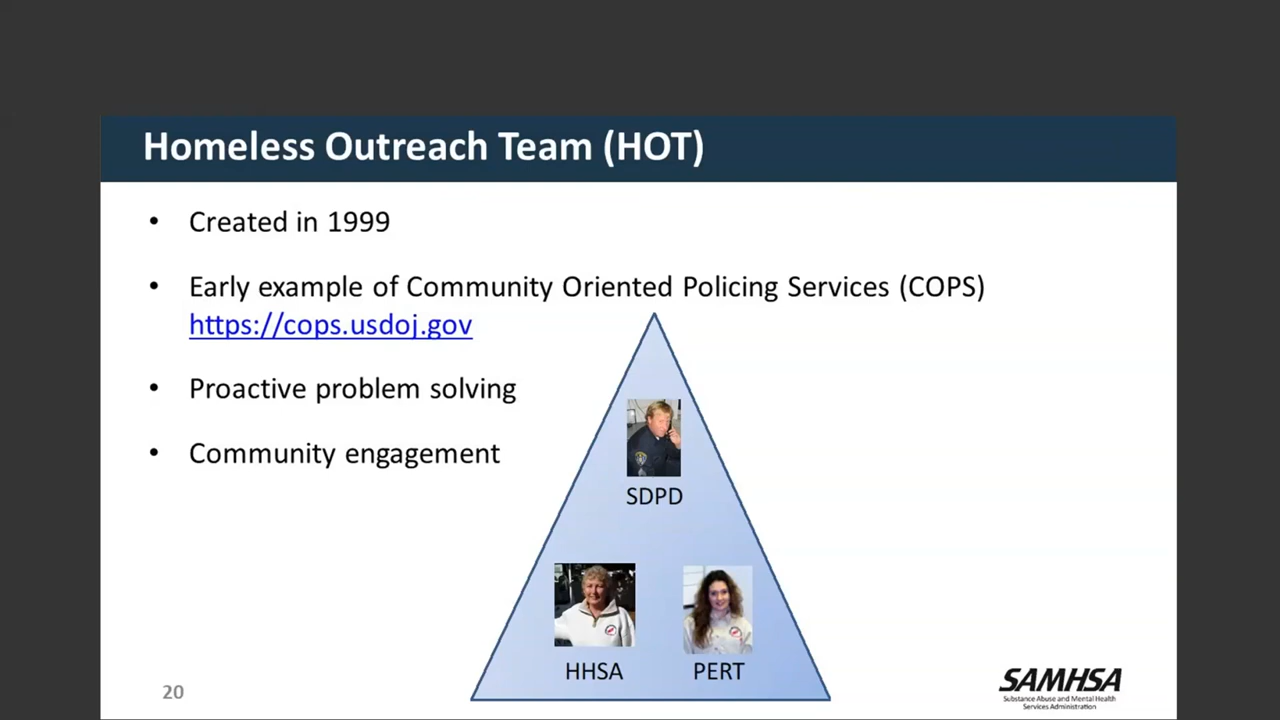 Homeless Outreach Team (HOT)
• Created in 1999
• Early example of Community Oriented Policing Services (COPS)
https://cops.usdoj.gov
• Proactive problem solving
• Community engagement
SDPD
HHSA
PERT
20
SAMHSA
Substance Abuse and Mental Health
Services Administration